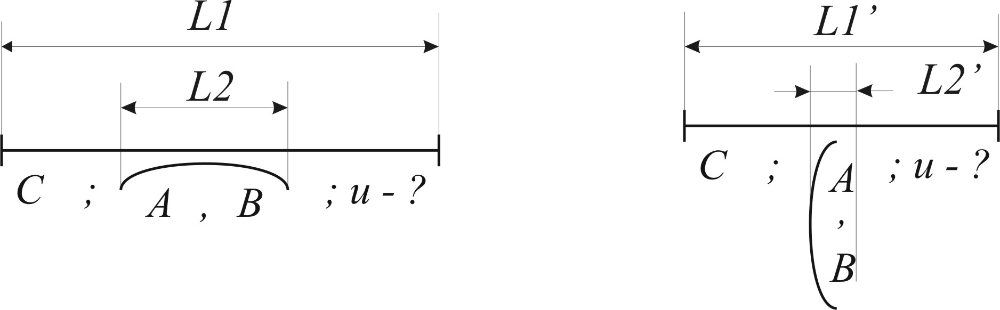 L1
L2
C ; A , B ; u - ?
L1’
L2’
C ; A ; u - ?
,
B